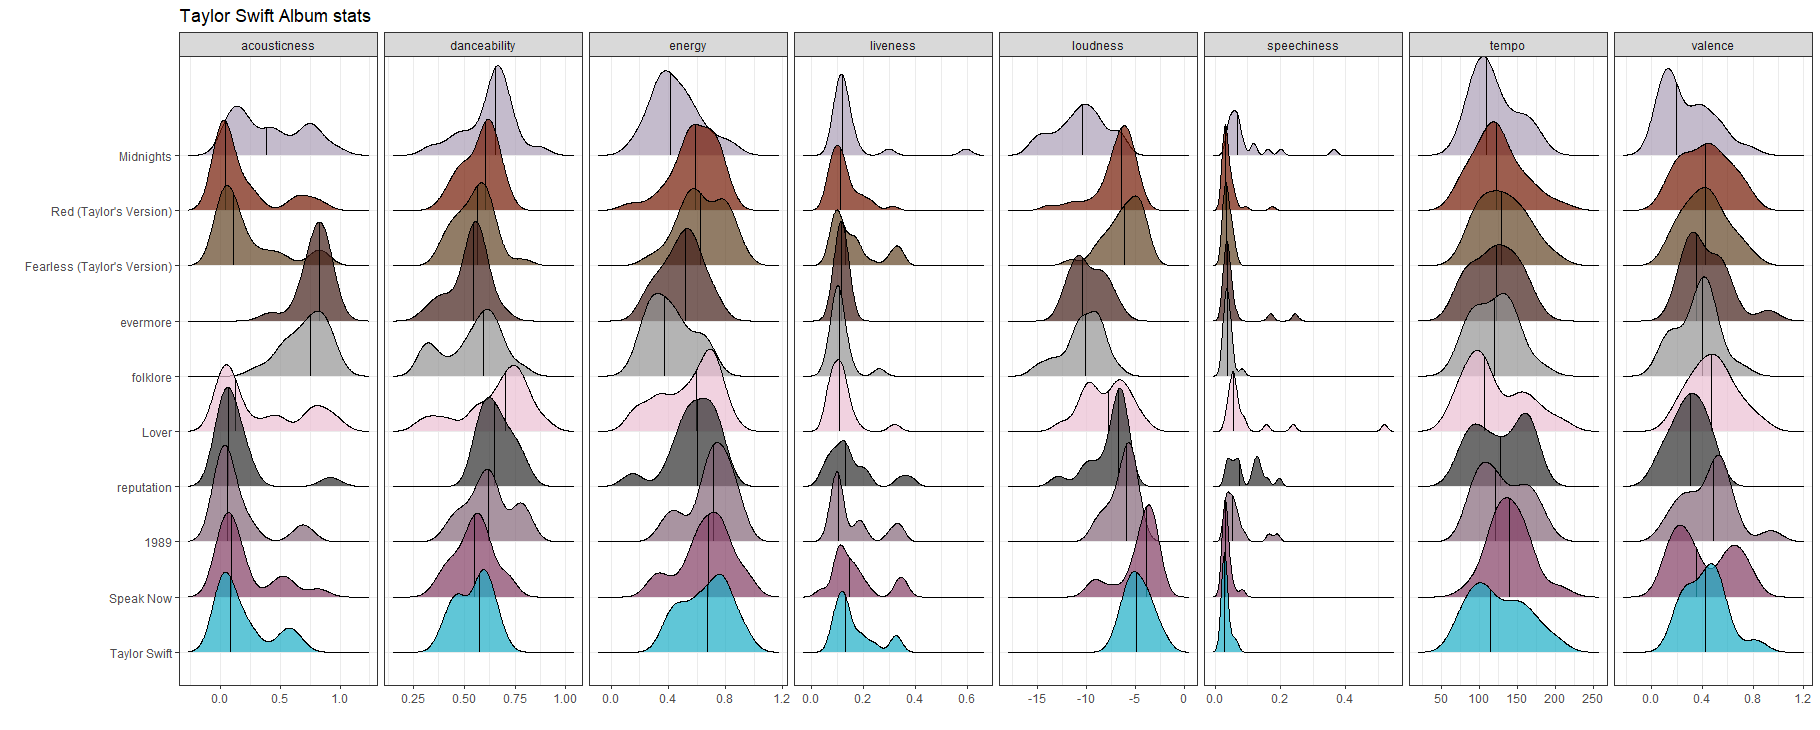 Taylor Swift Album stats
acousticness danceability energy liveness loudness speechiness tempo valence
Midnights
Red (Taylor's Version)
Fearless (Taylor's Version)
evermore
folklore
Lover
reputation
1989
Speak Now
Taylor Swift
0.0 0.5 1.0 0.25 0.50 0.75 1.00 0.0 0.4 0.8 1.2 0.0 0.2 0.4 0.6 -15 -10 -5 0 0.0 0.2 0.4 50 100 150 200 250 0.0 0.4 0.8 1.2